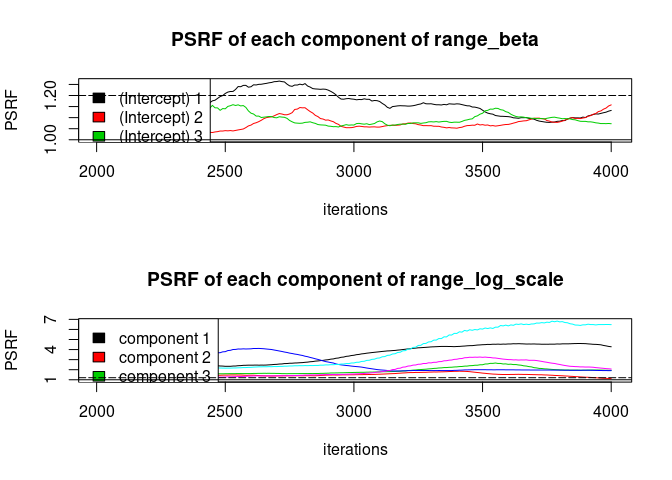 PSRF of each component of range_beta
PSRF
1.20
1.00
(Intercept) 1
(Intercept) 2
(Intercept) 3
2000 2500 3000 3500 4000
iterations
PSRF of each component of range_log_scale
PSRF
7
4
1
component 1
component 2
component 3
2000 2500 3000 3500 4000
iterations